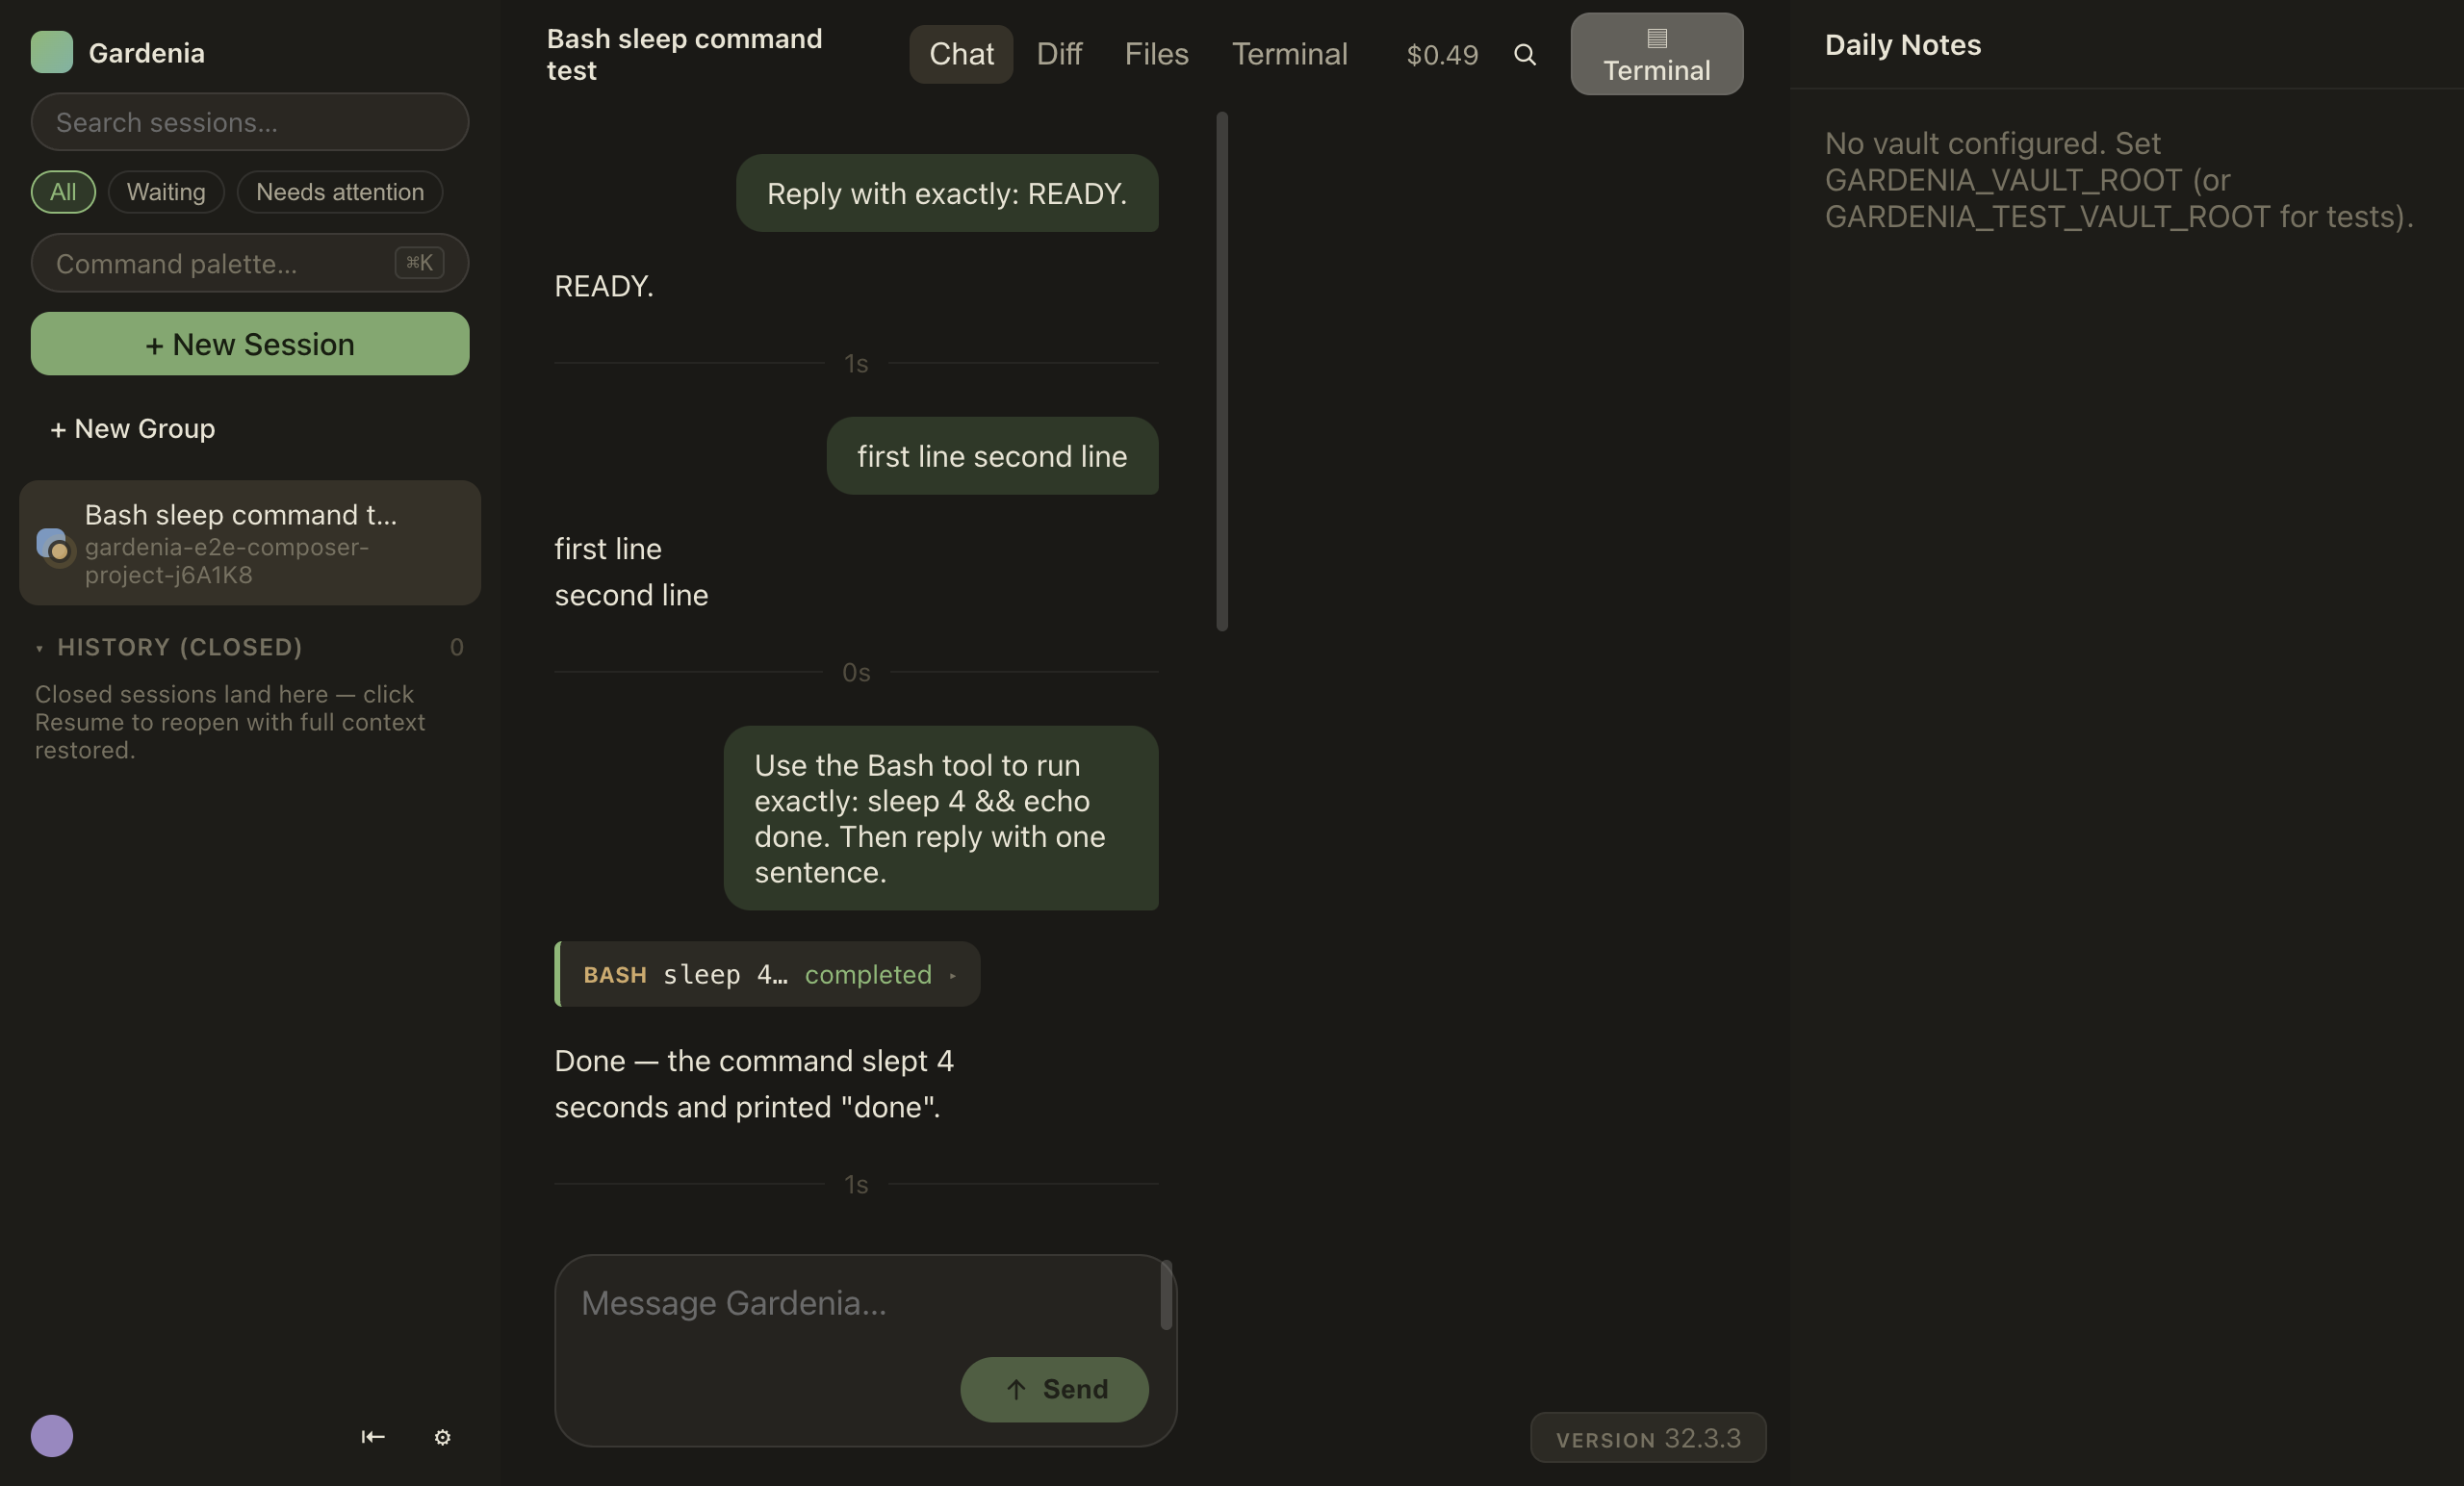 Gardenia
Search sessions...
All
Waiting
Needs attention
Command palette...
⌘K
+ New Session
+ New Group
Bash sleep command t...
gardenia-e2e-composer-
project-j6A1K8
HISTORY (CLOSED)
0
Closed sessions land here — click
Resume to reopen with full context
restored.
Bash sleep command
test
Chat
Diff
Files
Terminal
$0.49
Terminal
Reply with exactly: READY.
READY.
1s
first line second line
first line
second line
0s
Use the Bash tool to run
exactly: sleep 4 && echo
done. Then reply with one
sentence.
BASH sleep 4… completed
Done — the command slept 4
seconds and printed "done".
1s
Message Gardenia...
Send
VERSION 32.3.3
Daily Notes
No vault configured. Set
GARDENIA_VAULT_ROOT (or
GARDENIA_TEST_VAULT_ROOT for tests).